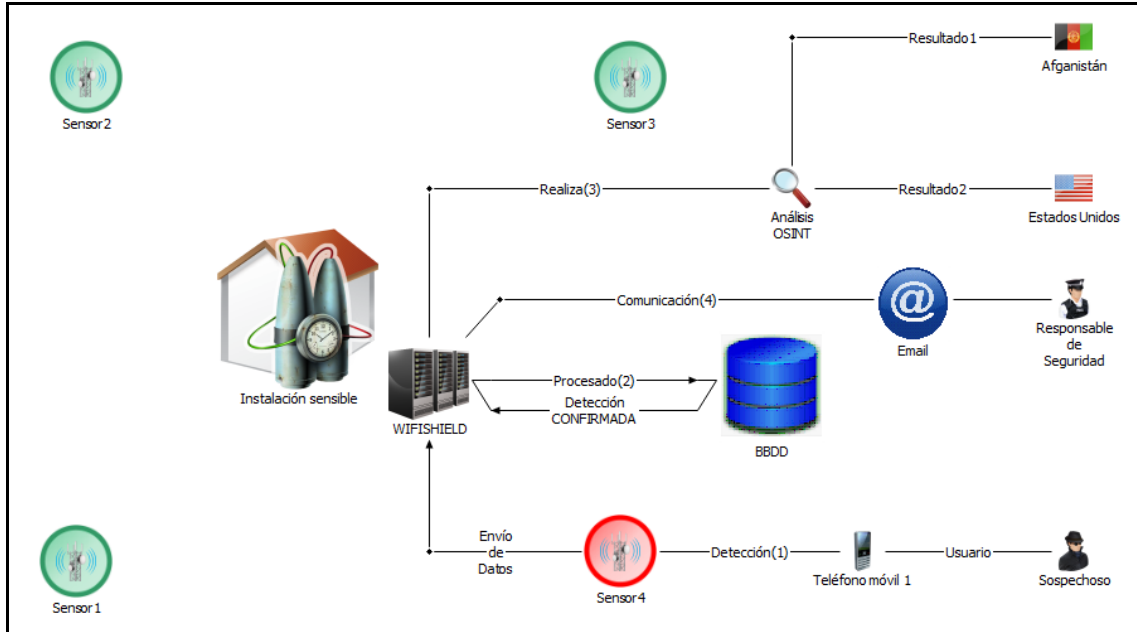 Resultado1
Afganistán
Sensor2
Sensor3
Realiza(3)
Resultado2
Análisis
OSINT
Estados Unidos
Comunicación(4)
@
Email
Responsable
de
Seguridad
Instalación sensible
Procesado(2)
Detección
CONFIRMADA
WIFISHIELD
BBDD
Envío
de
Datos
Detección(1)
Usuario
Teléfono móvil 1
Sospechoso
Sensor1
Sensor4